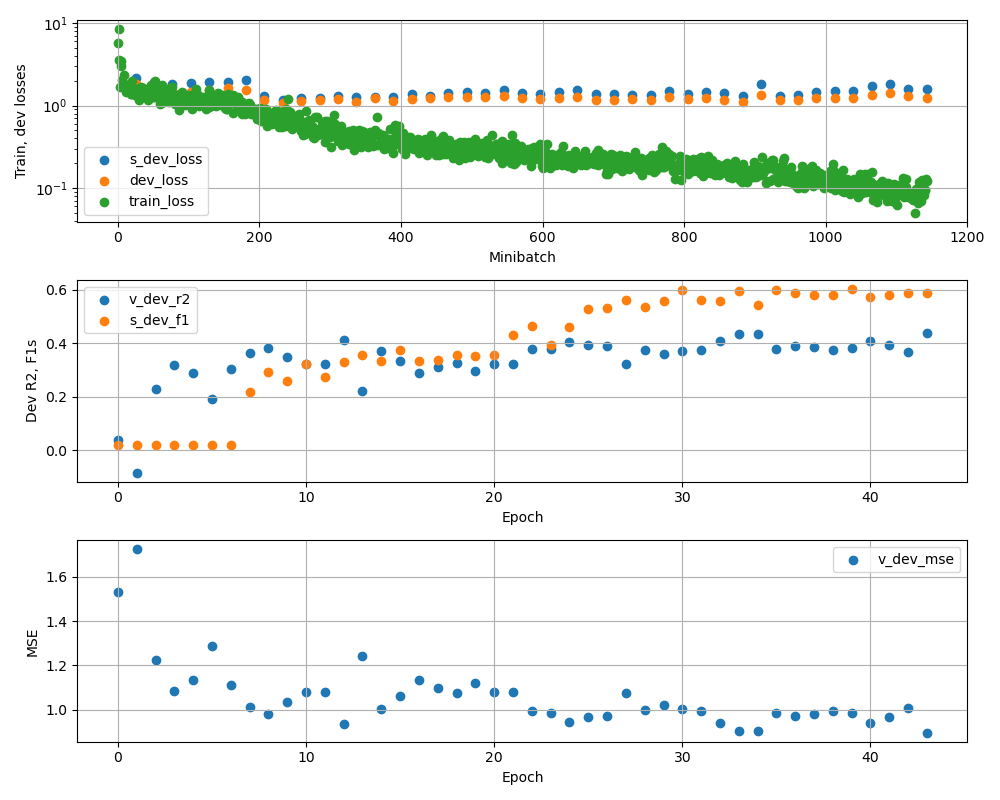 Train, dev losses
10¹
10⁰
10⁻¹
s_dev_loss
dev_loss
train_loss
0 200 400 600 800 1000 1200
Minibatch
Dev R2, F1s
0.6
0.4
0.2
0.0
v_dev_r2
s_dev_f1
0 10 20 30 40
Epoch
MSE
1.6
1.4
1.2
1.0
v_dev_mse
0 10 20 30 40
Epoch